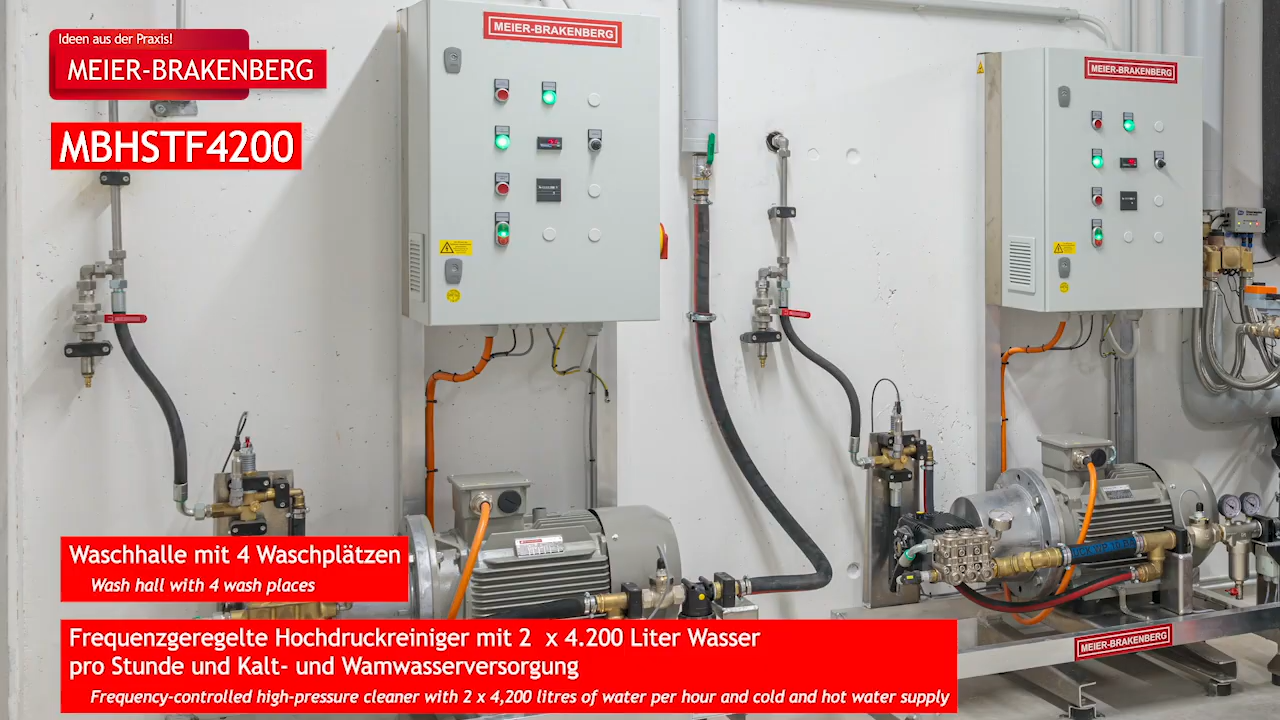 Ideen aus der Praxis!
MEIER-BRAKENBERG
MBHSTF4200
MEIER-BRAKENBERG
MEIER-BRAKENBERG
Waschhalle mit 4 Waschplätzen
Wash hall with 4 wash places
Frequenzgeregelte Hochdruckreiniger mit 2 x 4.200 Liter Wasser
pro Stunde und Kalt- und Wamwasserversorgung
Frequency-controlled high-pressure cleaner with 2 x 4,200 litres of water per hour and cold and hot water supply
MEIER-BRAKENBERG